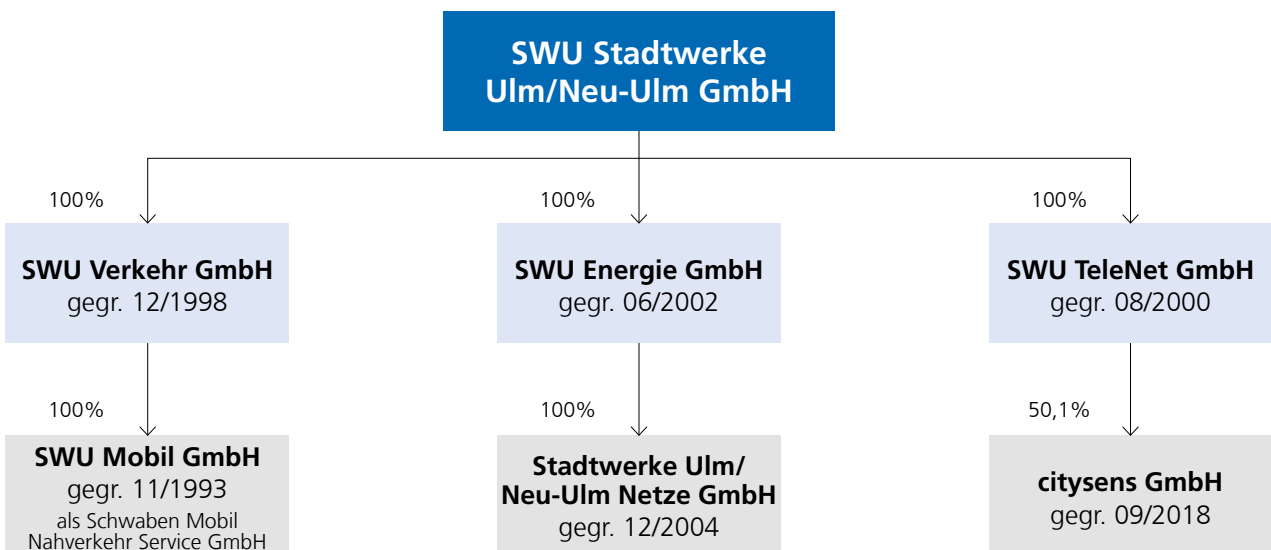 SWU Stadtwerke
Ulm/Neu-Ulm GmbH
100%
100%
100%
SWU Verkehr GmbH
gegr. 12/1998
SWU Energie GmbH
gegr. 06/2002
SWU TeleNet GmbH
gegr. 08/2000
100%
100%
50,1%
SWU Mobil GmbH
gegr. 11/1993
als Schwaben Mobil
Nahverkehr Service GmbH
Stadtwerke Ulm/
Neu-Ulm Netze GmbH
gegr. 12/2004
citysens GmbH
gegr. 09/2018